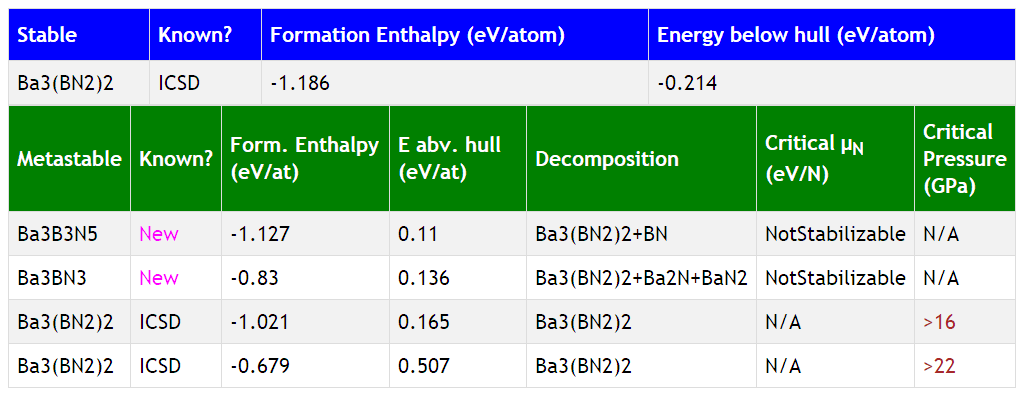 Stable Known? Formation Enthalpy (eV/atom) Energy below hull (eV/atom)
Ba3(BN2)2 ICSD -1.186 -0.214
Metastable Known? Form. Enthalpy (eV/at) E abv. hull (eV/at) Decomposition Critical μN (eV/N) Critical Pressure (GPa)
Ba3B3N5 New -1.127 0.11 Ba3(BN2)2+BN NotStabilizable N/A
Ba3BN3 New -0.83 0.136 Ba3(BN2)2+Ba2N+BaN2 NotStabilizable N/A
Ba3(BN2)2 ICSD -1.021 0.165 Ba3(BN2)2 N/A >16
Ba3(BN2)2 ICSD -0.679 0.507 Ba3(BN2)2 N/A >22